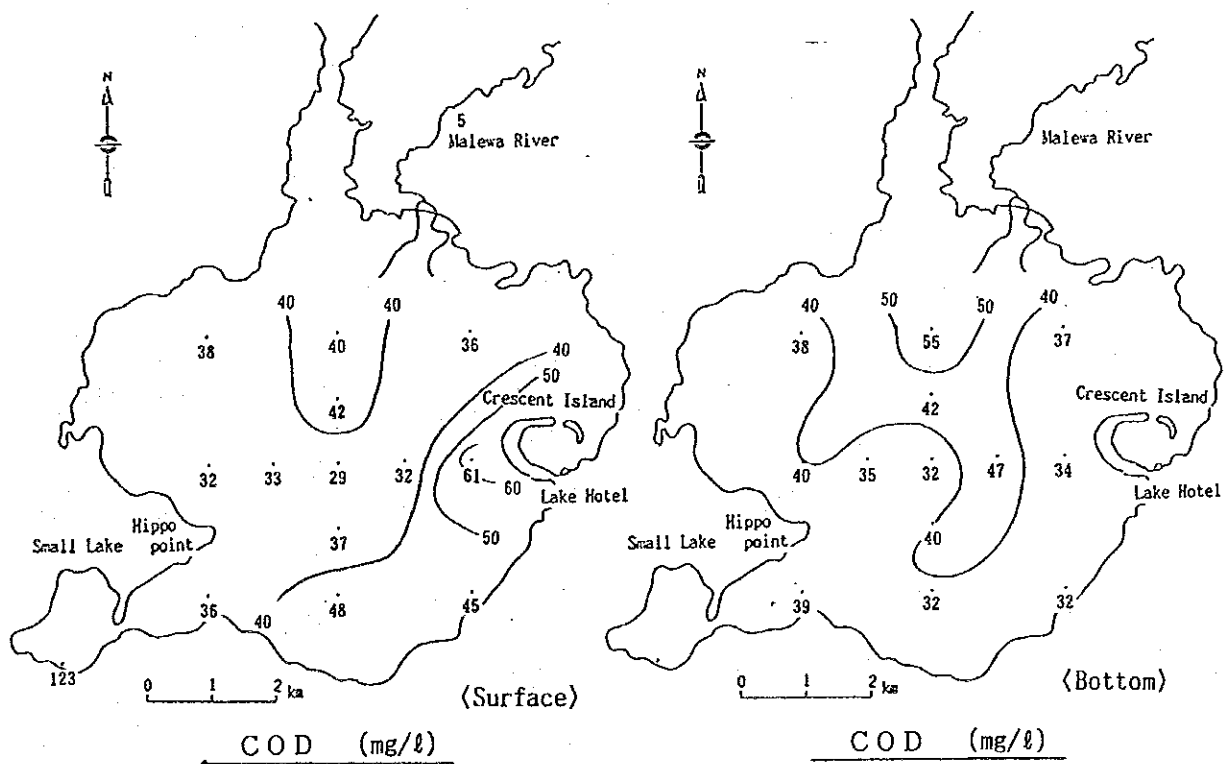 N
5
Malewa River
40
40
38
40
36
40
50
42
Crescent Island
32
33
29
32
61
60
Lake Hotel
Hippo
point
Small Lake
37
50
36
40
48
45
123
0 1 2 km
〈Surface〉
COD (mg/ℓ)
N
Malewa River
40
50
50
40
38
55
37
42
Crescent Island
40
35
32
47
34
Lake Hotel
Hippo
point
Small Lake
40
39
32
32
0 1 2 km
〈Bottom〉
COD (mg/ℓ)